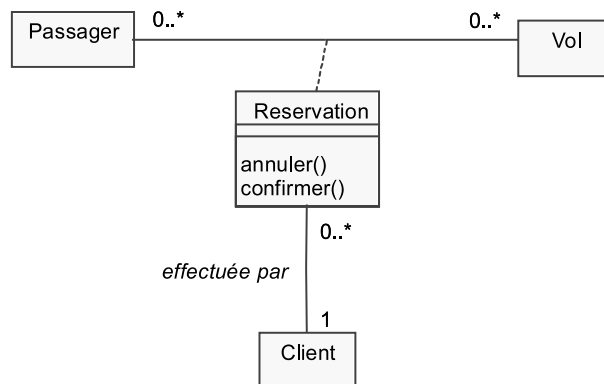 Passager
0..*
0..*
Vol
Reservation
annuler()
confirmer()
0..*
effectuée par
1
Client